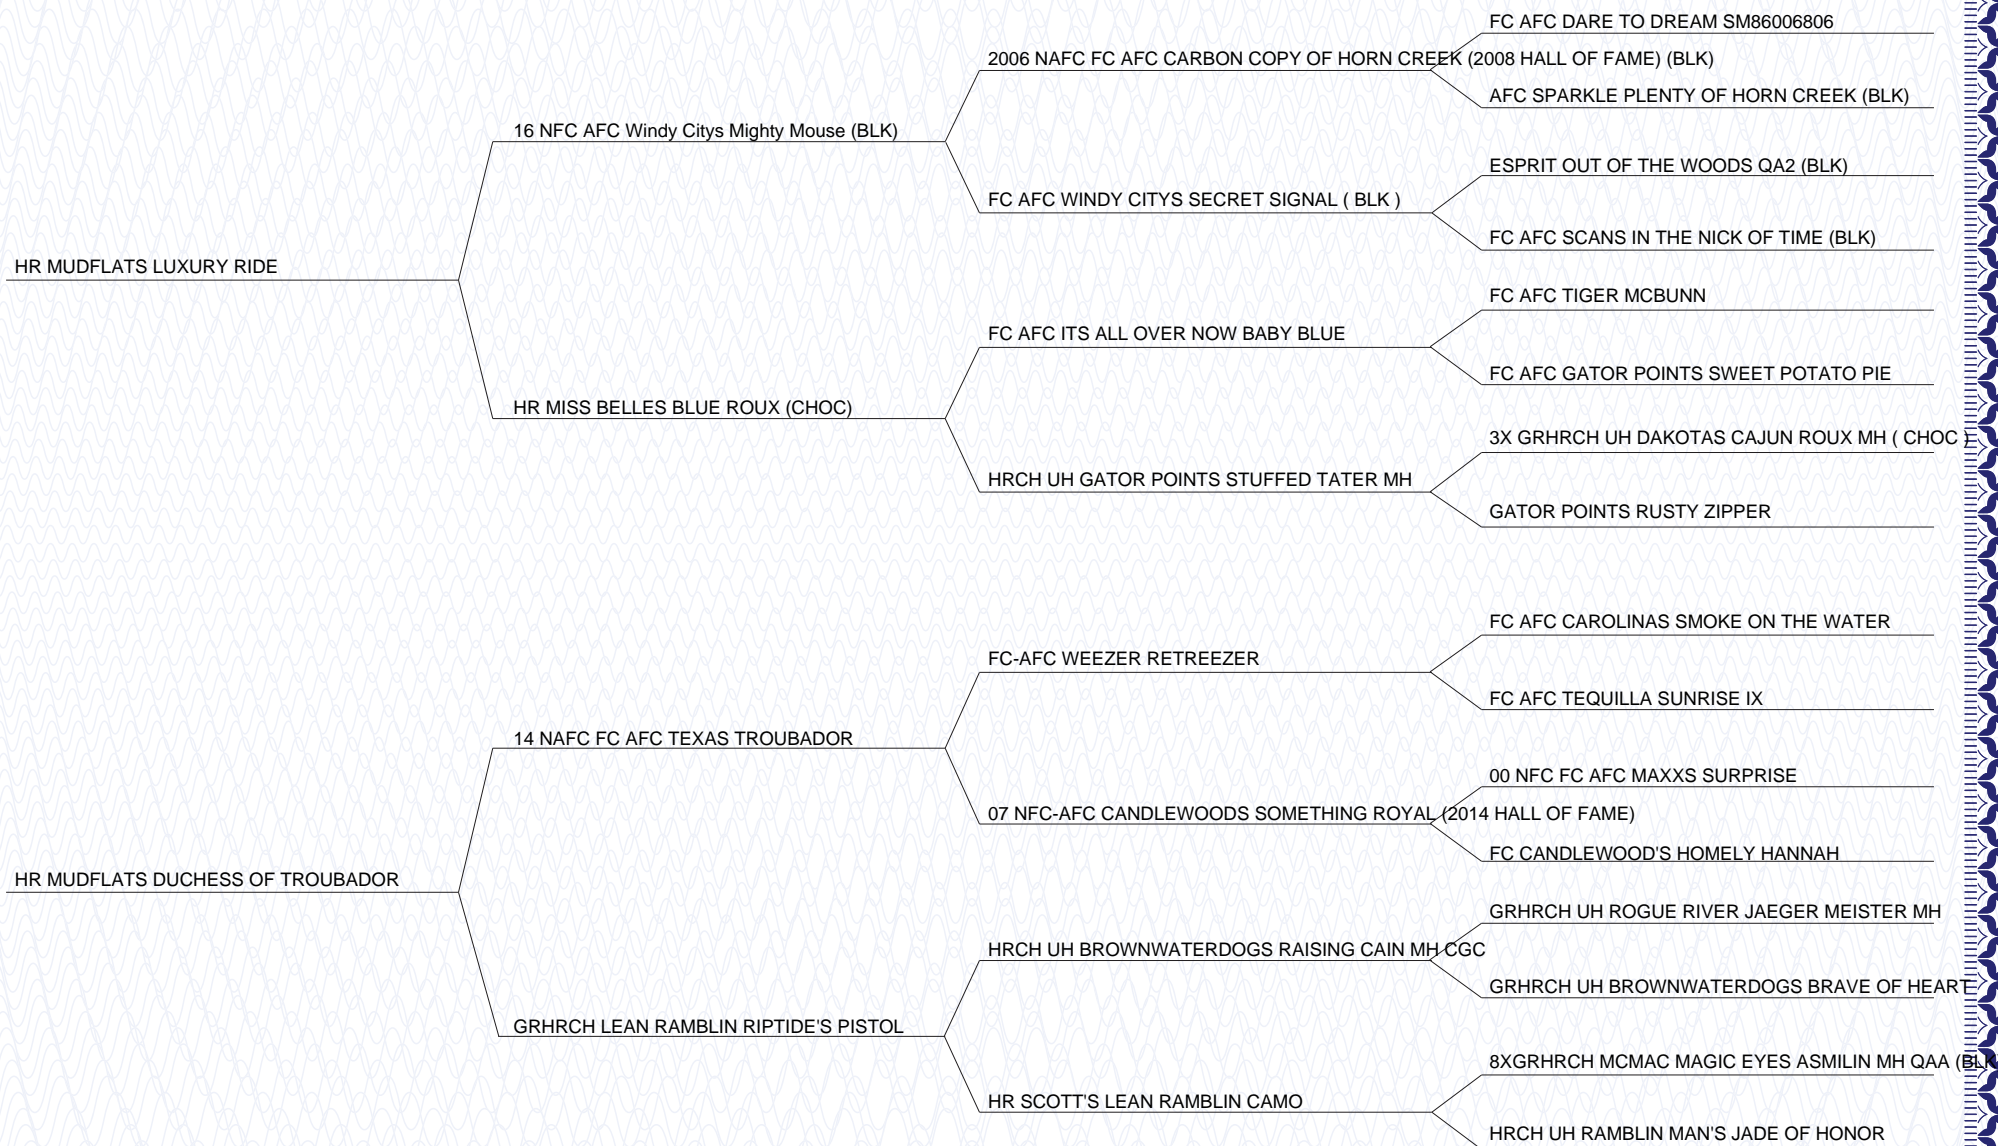 FC AFC DARE TO DREAM SM86006806
2006 NAFC FC AFC CARBON COPY OF HORN CREEK (2008 HALL OF FAME) (BLK)
AFC SPARKLE PLENTY OF HORN CREEK (BLK)
16 NFC AFC Windy Citys Mighty Mouse (BLK)
ESPRIT OUT OF THE WOODS QA2 (BLK)
FC AFC WINDY CITYS SECRET SIGNAL ( BLK )
FC AFC SCANS IN THE NICK OF TIME (BLK)
HR MUDFLATS LUXURY RIDE
FC AFC TIGER MCBUNN
FC AFC ITS ALL OVER NOW BABY BLUE
FC AFC GATOR POINTS SWEET POTATO PIE
HR MISS BELLES BLUE ROUX (CHOC)
3X GRHRCH UH DAKOTAS CAJUN ROUX MH ( CHOC )
HRCH UH GATOR POINTS STUFFED TATER MH
GATOR POINTS RUSTY ZIPPER
FC AFC CAROLINAS SMOKE ON THE WATER
FC-AFC WEEZER RETREEZER
FC AFC TEQUILLA SUNRISE IX
14 NAFC FC AFC TEXAS TROUBADOR
00 NFC FC AFC MAXXS SURPRISE
07 NFC-AFC CANDLEWOODS SOMETHING ROYAL (2014 HALL OF FAME)
FC CANDLEWOOD'S HOMELY HANNAH
HR MUDFLATS DUCHESS OF TROUBADOR
GRHRCH UH ROGUE RIVER JAEGER MEISTER MH
HRCH UH BROWNWATERDOGS RAISING CAIN MH CGC
GRHRCH UH BROWNWATERDOGS BRAVE OF HEART
GRHRCH LEAN RAMBLIN RIPTIDE'S PISTOL
8XGRHRCH MCMAC MAGIC EYES ASMILIN MH QAA (BLK
HR SCOTT'S LEAN RAMBLIN CAMO
HRCH UH RAMBLIN MAN'S JADE OF HONOR